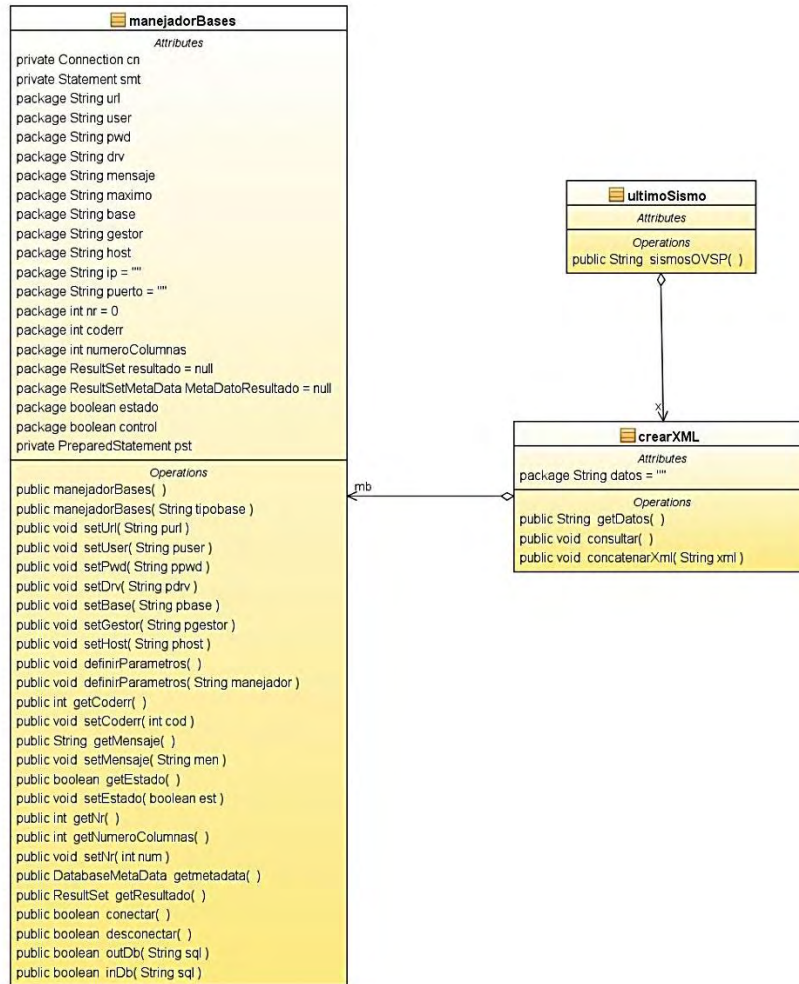 manejadorBases
Attributes
private Connection cn
private Statement smt
package String url
package String user
package String pwd
package String drv
package String mensaje
package String maximo
package String base
package String gestor
package String host
package String ip = ""
package String puerto = ""
package int nr = 0
package int coderr
package int numeroColumnas
package ResultSet resultado = null
package ResultSetMetaData MetaDatoResultado = null
package boolean estado
package boolean control
private PreparedStatement pst
Operations
public manejadorBases( )
public manejadorBases( String tipobase )
public void setUrl( String purl )
public void setUser( String puser )
public void setPwd( String ppwd )
public void setDrv( String pdrv )
public void setBase( String pbase )
public void setGestor( String pgestor )
public void setHost( String phost )
public void definirParametros( )
public void definirParametros( String manejador )
public int getCoderr( )
public void setCoderr( int cod )
public String getMensaje( )
public void setMensaje( String men )
public boolean getEstado( )
public void setEstado( boolean est )
public int getNr( )
public int getNumeroColumnas( )
public void setNr( int num )
public DatabaseMetaData getmetadata( )
public ResultSet getResultado( )
public boolean conectar( )
public boolean desconectar( )
public boolean outDb( String sql )
public boolean inDb( String sql )
ultimoSismo
Attributes
Operations
public String sismosOVSP( )
x
crearXML
Attributes
package String datos = ""
Operations
public String getDatos( )
public void consultar( )
public void concatenarXml( String xml )
mb